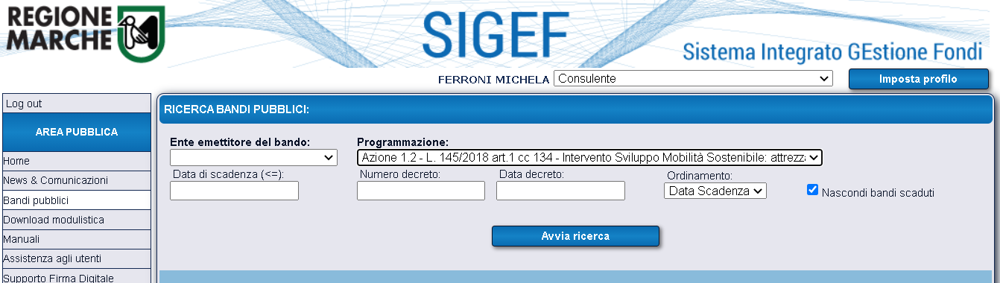 REGIONE
MARCHE
SIGEF
Sistema Integrato GEstione Fondi
FERRONI MICHELA Consulente Imposta profilo
Log out
AREA PUBBLICA
Home
News & Comunicazioni
Bandi pubblici
Download modulistica
Manuali
Assistenza agli utenti
Supporto Firma Digitale
RICERCA BANDI PUBBLICI:
Ente emettitore del bando: Programmazione:
Azione 1.2 - L. 145/2018 art.1 cc 134 - Intervento Sviluppo Mobilità Sostenibile: attrezza
Data di scadenza (<=): Numero decreto: Data decreto: Ordinamento:
Data Scadenza Nascondi bandi scaduti
Avvia ricerca